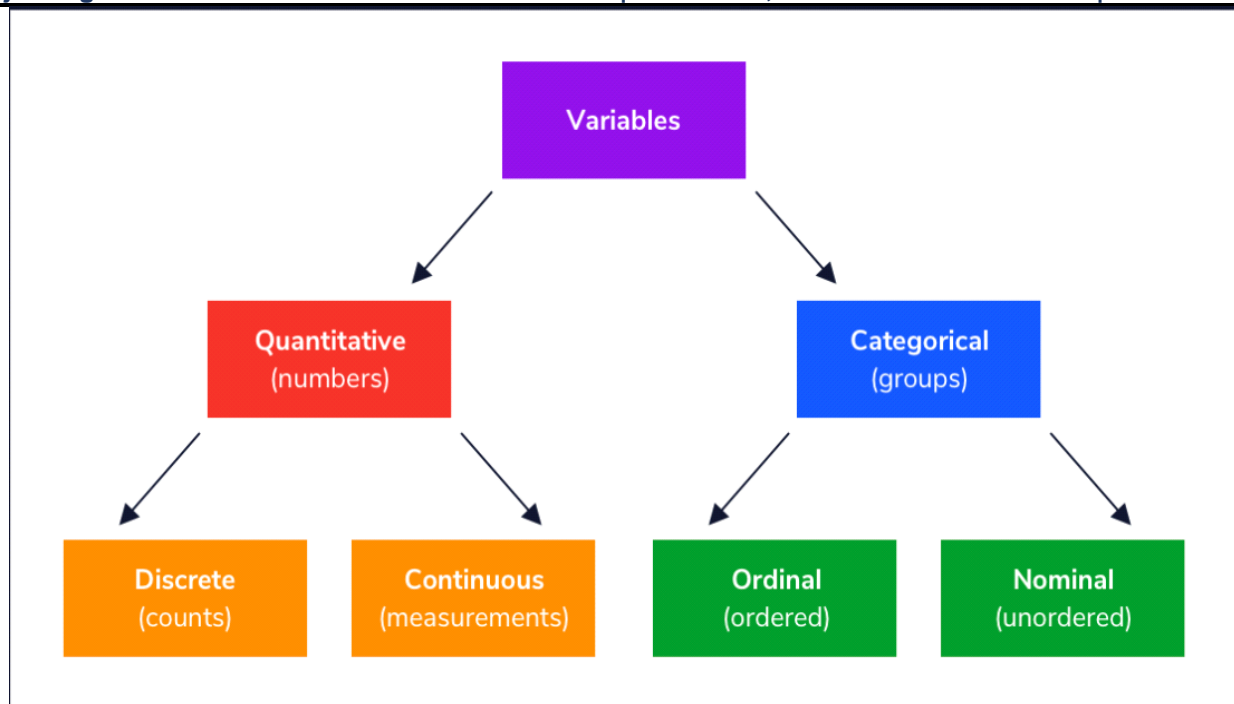 Variables
Quantitative
(numbers)
Categorical
(groups)
Discrete
(counts)
Continuous
(measurements)
Ordinal
(ordered)
Nominal
(unordered)